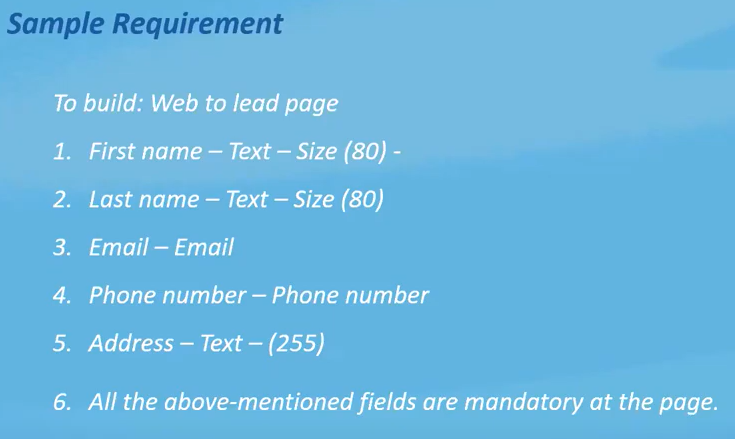 Sample Requirement
To build: Web to lead page
1. First name – Text – Size (80) -
2. Last name – Text – Size (80)
3. Email – Email
4. Phone number – Phone number
5. Address – Text – (255)
6. All the above-mentioned fields are mandatory at the page.